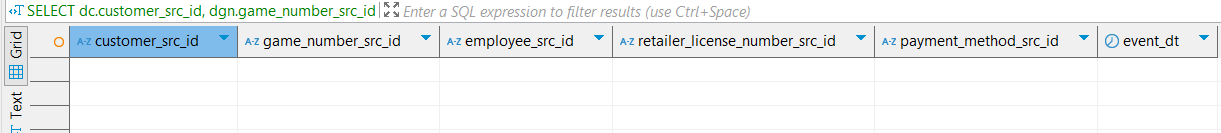 SELECT dc.customer_src_id, dgn.game_number_src_id Enter a SQL expression to filter results (use Ctrl+Space)
Grid
A-Z customer_src_id A-Z game_number_src_id A-Z employee_src_id A-Z retailer_license_number_src_id A-Z payment_method_src_id event_dt
Text